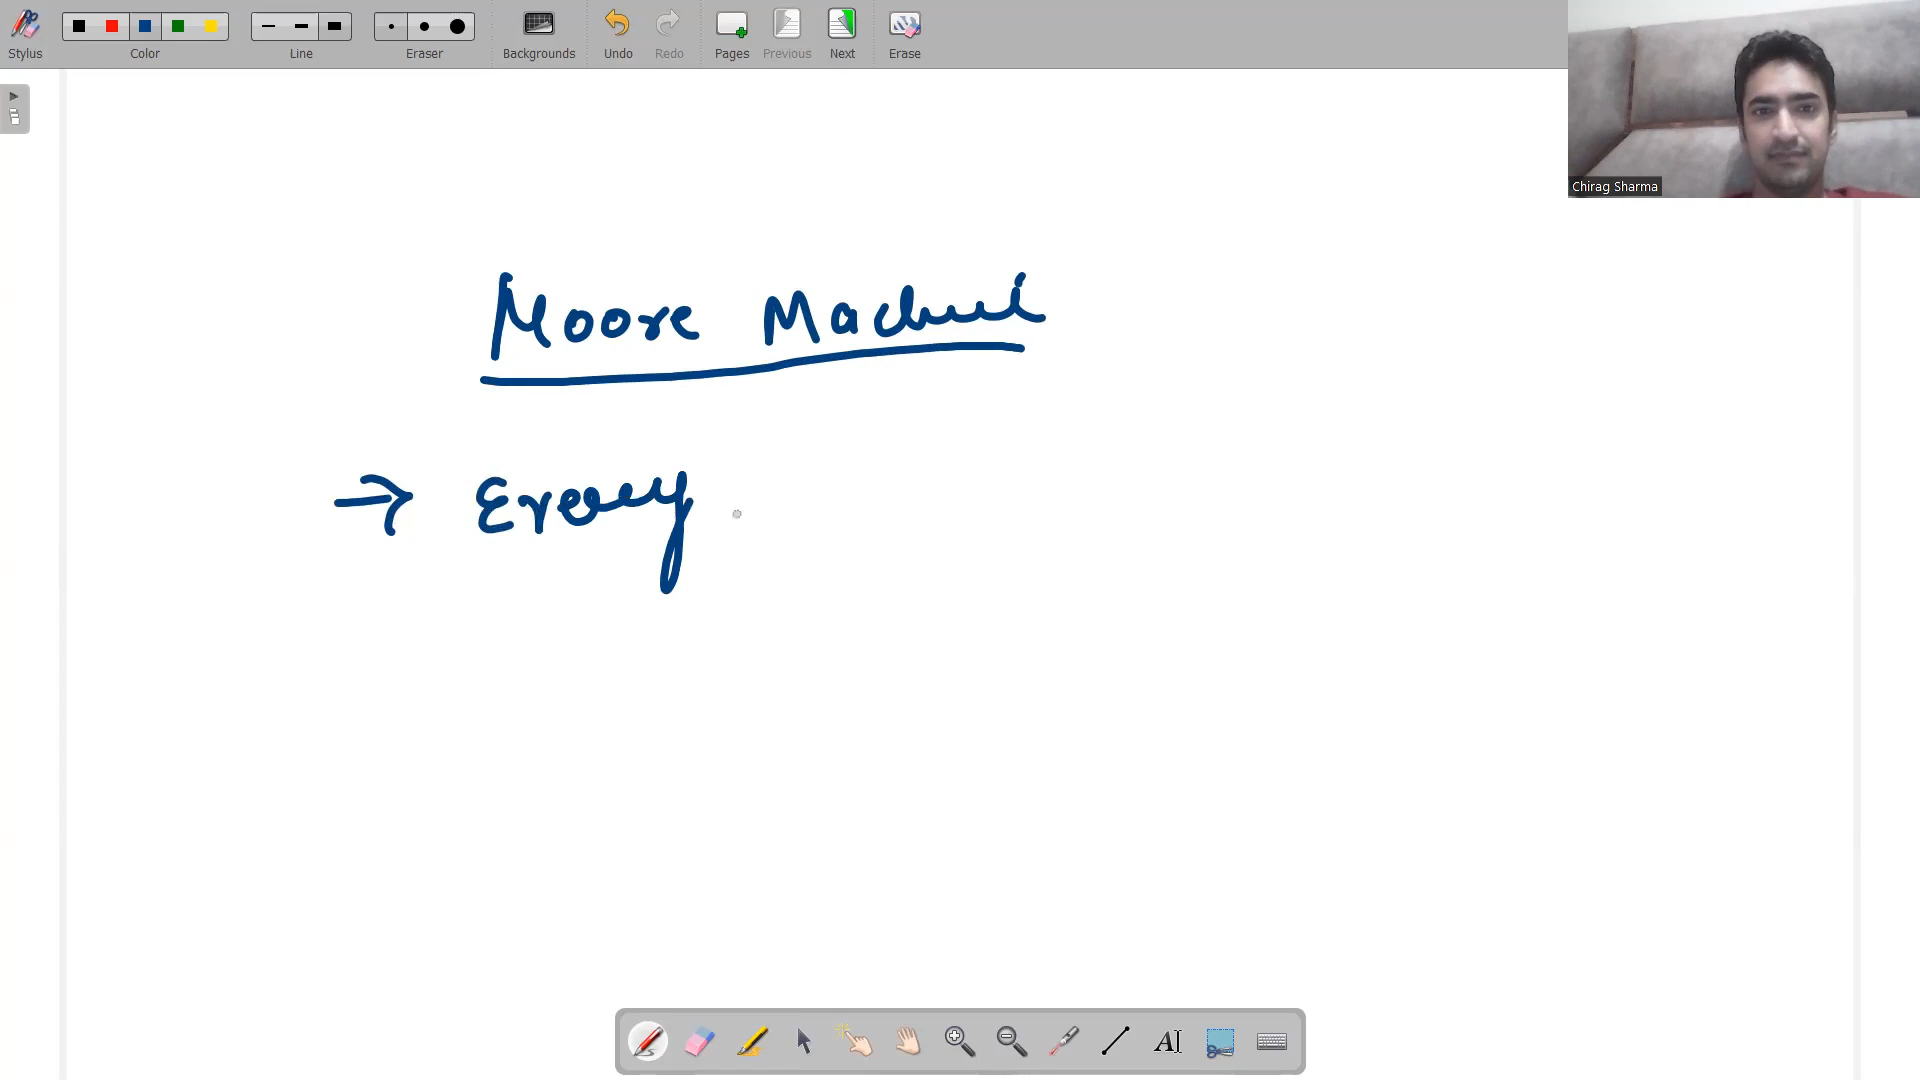 Stylus Color Line Eraser Backgrounds Undo Redo Pages Previous Next Erase
Chirag Sharma
Moore Machine
→ Every